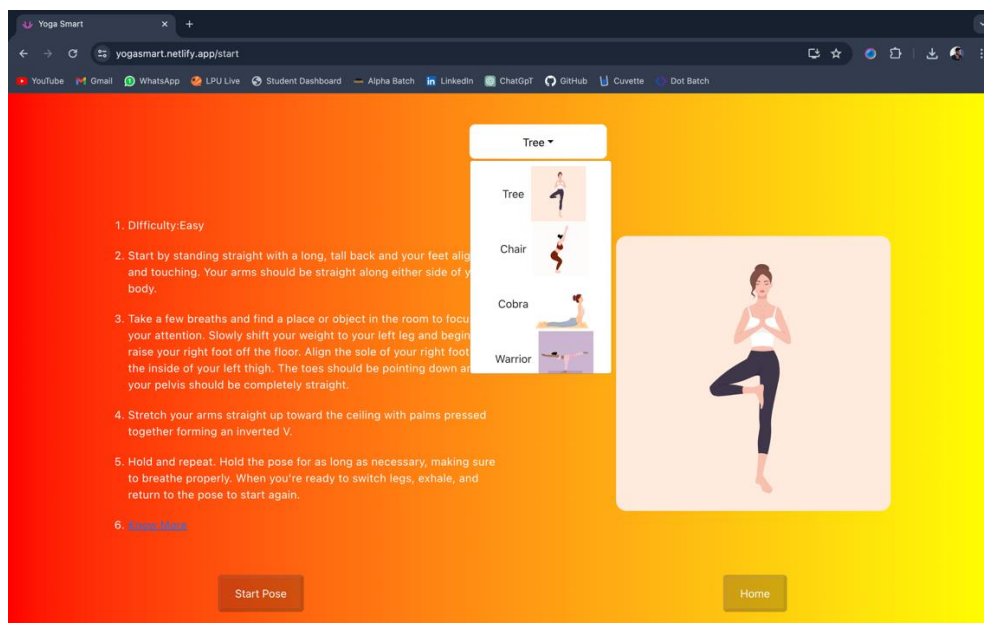 Yoga Smart
yogasmart.netlify.app/start
YouTube Gmail WhatsApp LPU Live Student Dashboard Alpha Batch LinkedIn ChatGpT GitHub Cuvette Dot Batch
Tree
Tree
Chair
Cobra
Warrior
1. DIfficulty:Easy
2. Start by standing straight with a long, tall back and your feet
and touching. Your arms should be straight along either side of
body.
3. Take a few breaths and find a place or object in the room to
your attention. Slowly shift your weight to your left leg and begin
raise your right foot off the floor. Align the sole of your right foot
the inside of your left thigh. The toes should be pointing down
your pelvis should be completely straight.
4. Stretch your arms straight up toward the ceiling with palms pressed
together forming an inverted V.
5. Hold and repeat. Hold the pose for as long as necessary, making sure
to breathe properly. When you're ready to switch legs, exhale, and
return to the pose to start again.
6. Know More
Start Pose
Home